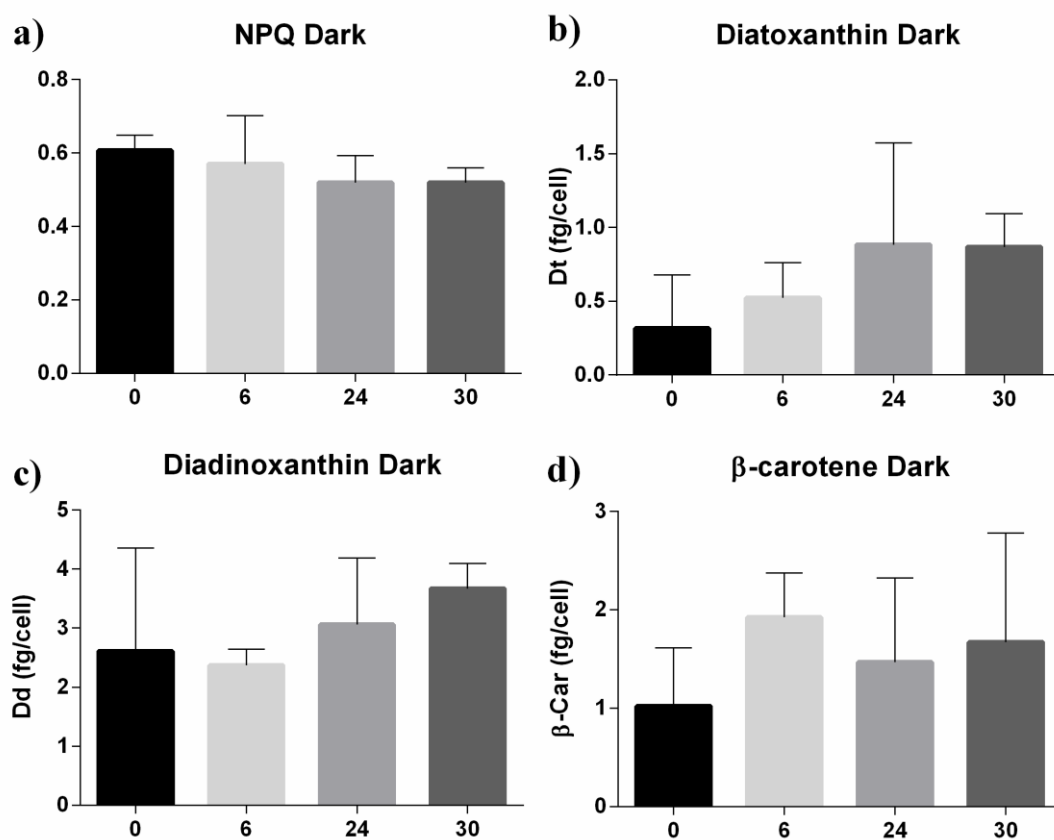 a)
NPQ Dark
0.8
0.6
0.4
0.2
0.0
0 6 24 30
b)
Diatoxanthin Dark
Dt (fg/cell)
2.0
1.5
1.0
0.5
0.0
0 6 24 30
c)
Diadinoxanthin Dark
Dd (fg/cell)
5
4
3
2
1
0
0 6 24 30
d)
β-carotene Dark
β-Car (fg/cell)
3
2
1
0
0 6 24 30